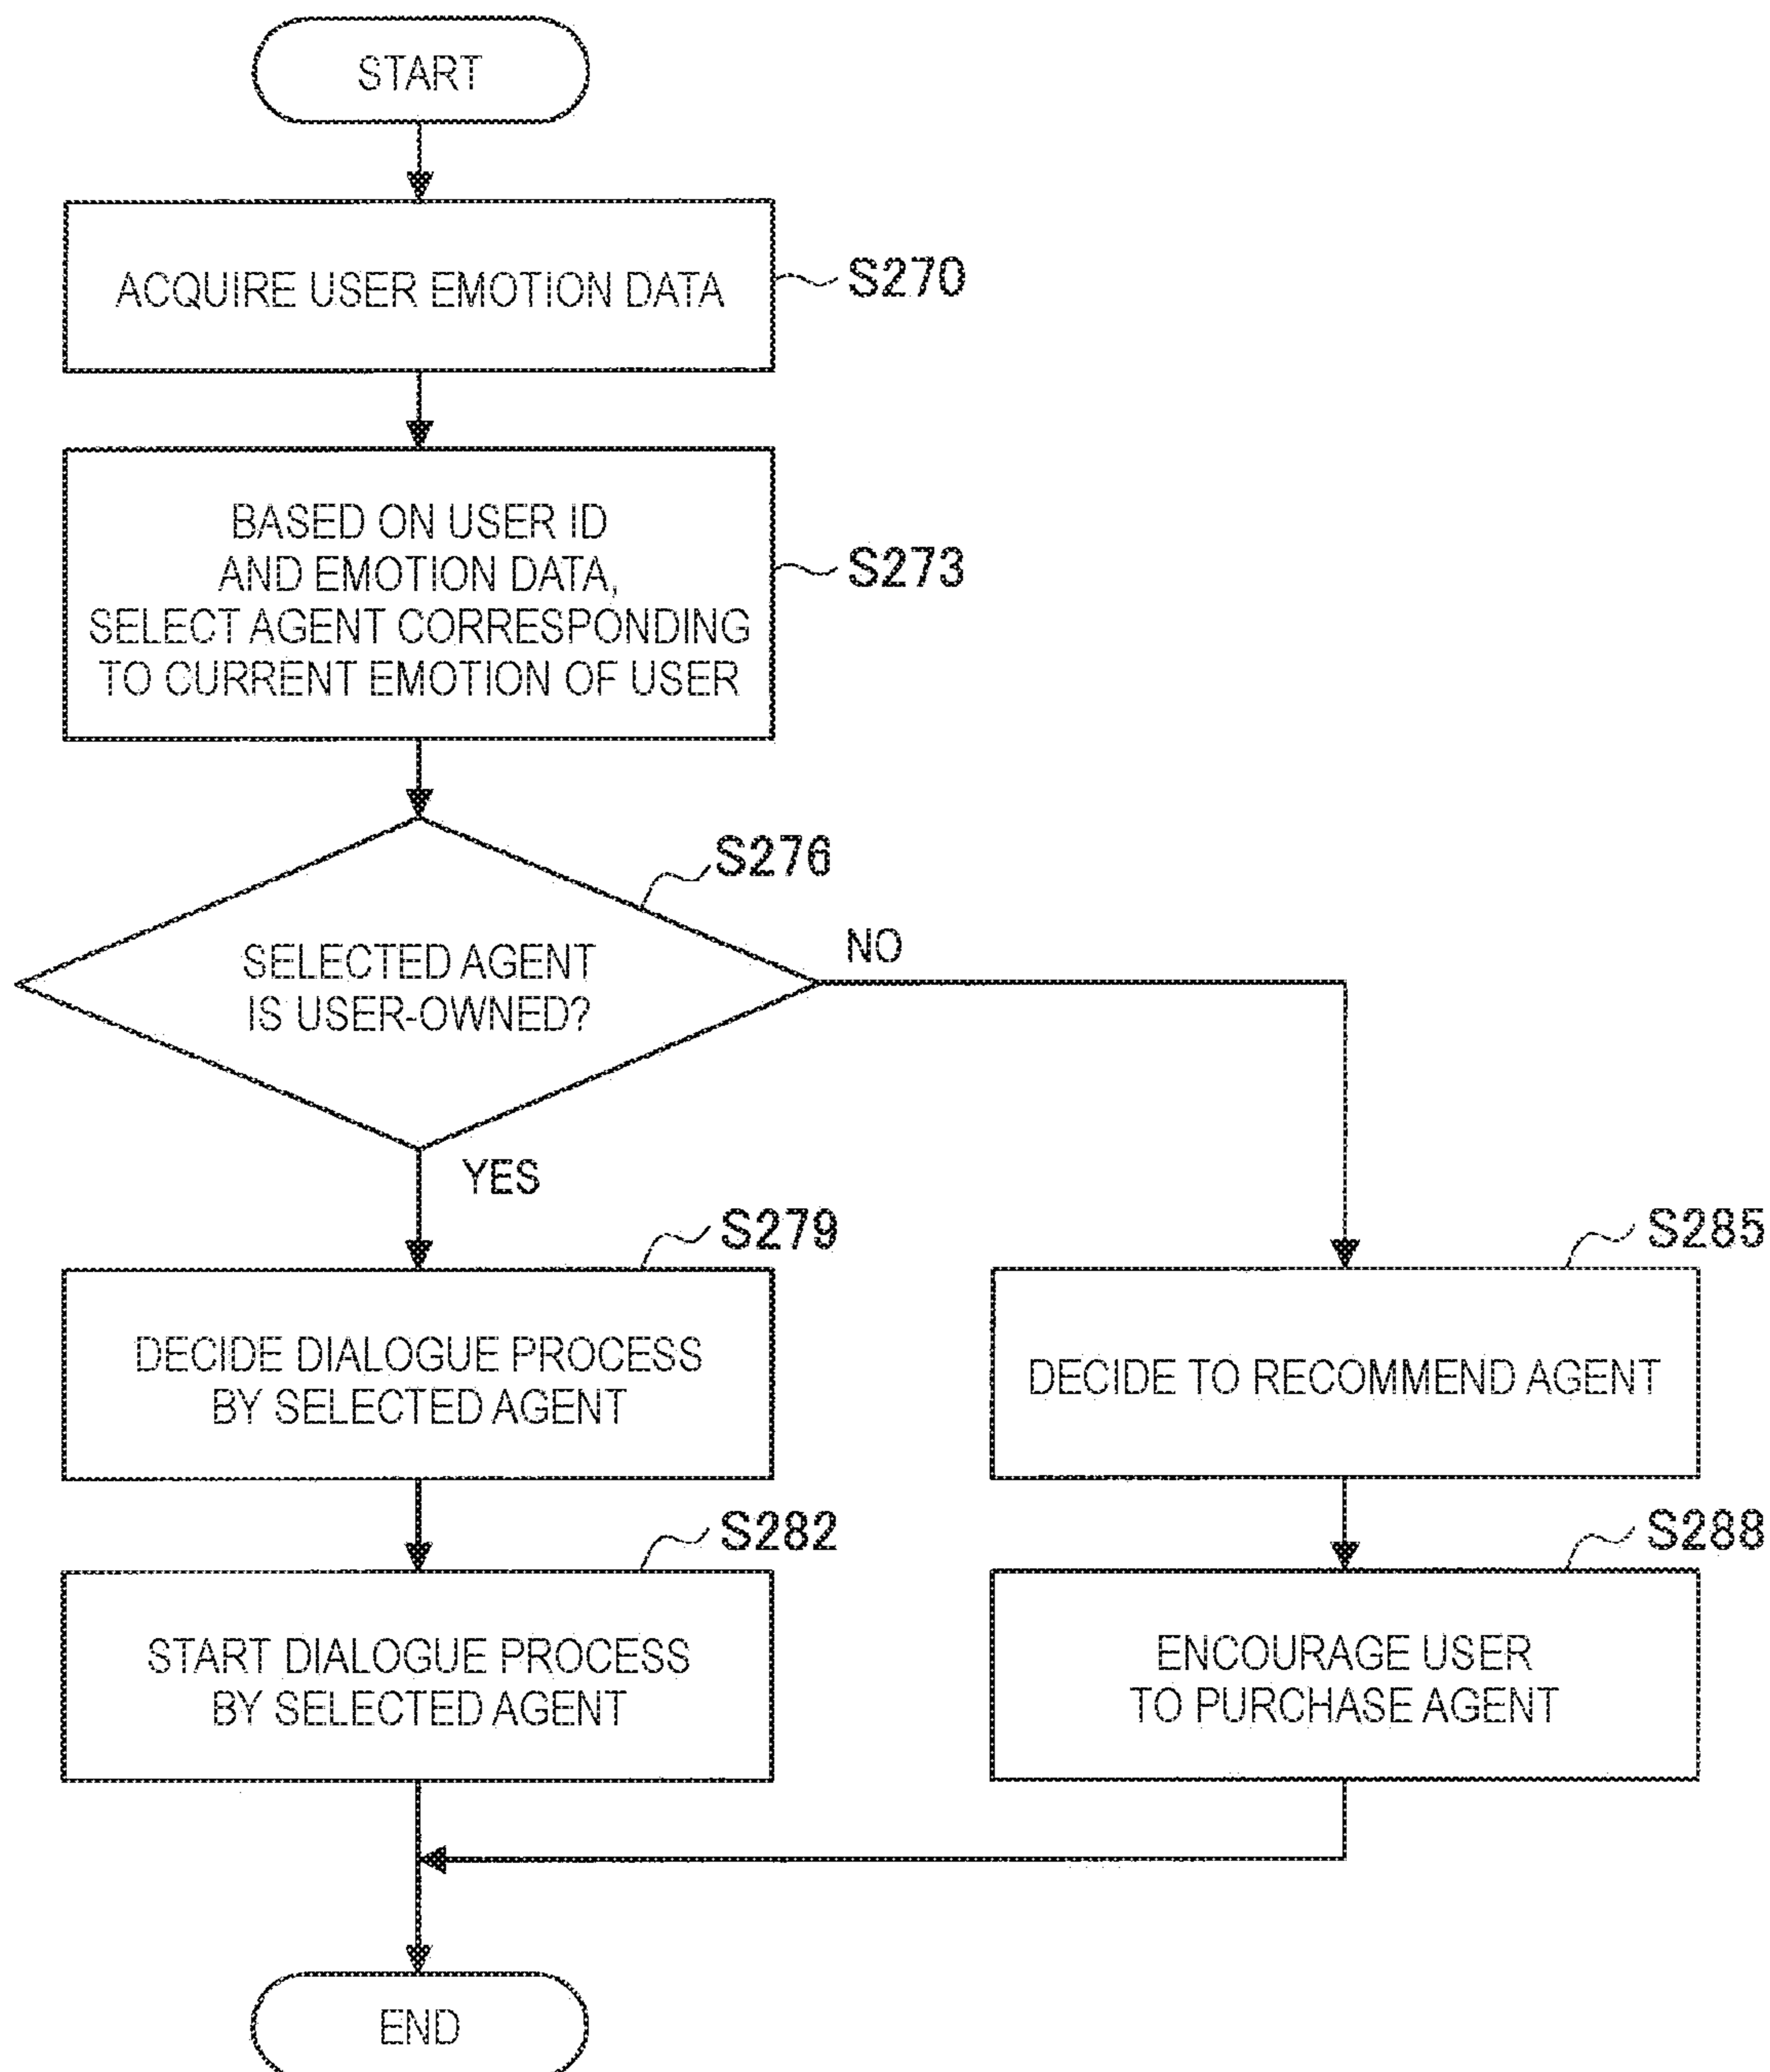 START
ACQUIRE USER EMOTION DATA
S270
BASED ON USER ID
AND EMOTION DATA,
SELECT AGENT CORRESPONDING
TO CURRENT EMOTION OF USER
S273
S276
SELECTED AGENT
IS USER-OWNED?
NO
YES
S279
DECIDE DIALOGUE PROCESS
BY SELECTED AGENT
S285
DECIDE TO RECOMMEND AGENT
S282
START DIALOGUE PROCESS
BY SELECTED AGENT
S288
ENCOURAGE USER
TO PURCHASE AGENT
END